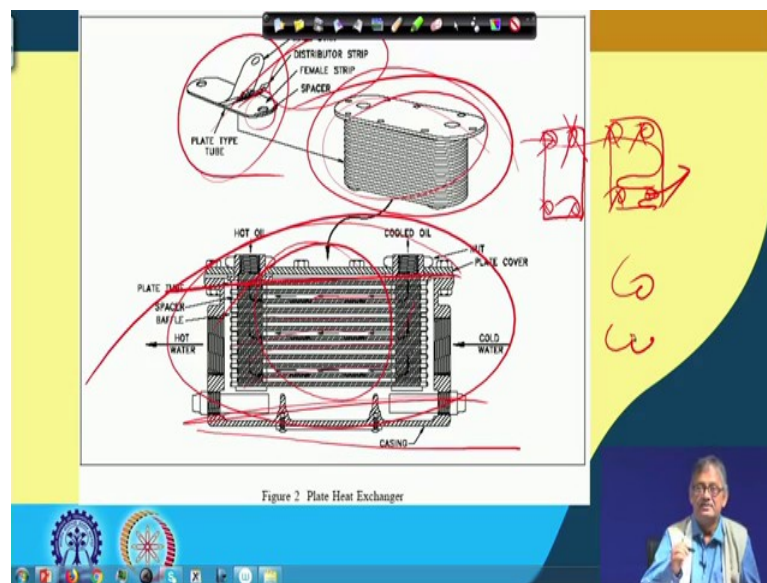 DISTRIBUTOR STRIP
FEMALE STRIP
SPACER
PLATE TYPE
TUBE
HOT OIL
COOLED OIL
NUT
PLATE COVER
PLATE TUBE
SPACER
BAFFLE
HOT
WATER
COLD
WATER
CASING
Figure 2 Plate Heat Exchanger